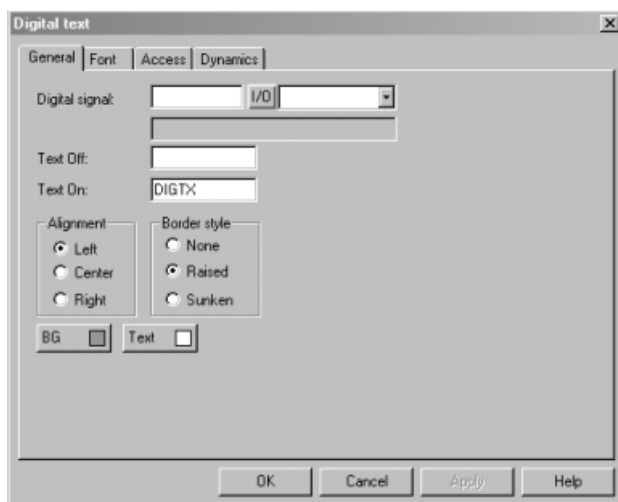 Digital text
General Font Access Dynamics
Digital signal: I/O
Text Off:
Text On: DIGTX
Alignment Border style
Left None
Center Raised
Right Sunken
BG Text
OK Cancel Apply Help